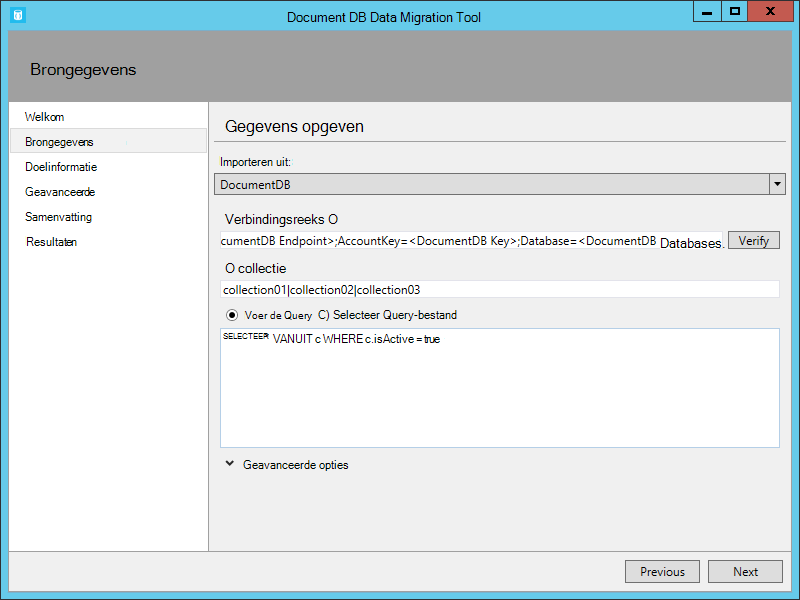 Document DB Data Migration Tool
Brongegevens
Welkom
Brongegevens
Doelinformatie
Geavanceerde
Samenvatting
Resultaten
Gegevens opgeven
Importeren uit:
DocumentDB
Verbindingsreeks O
cumentDB Endpoint>;AccountKey=<DocumentDB Key>;Database=<DocumentDB Databases. Verify
O collectie
collection01|collection02|collection03
Voer de Query C) Selecteer Query-bestand
SELECTEER VANUIT c WHERE c.isActive = true
Geavanceerde opties
Previous Next